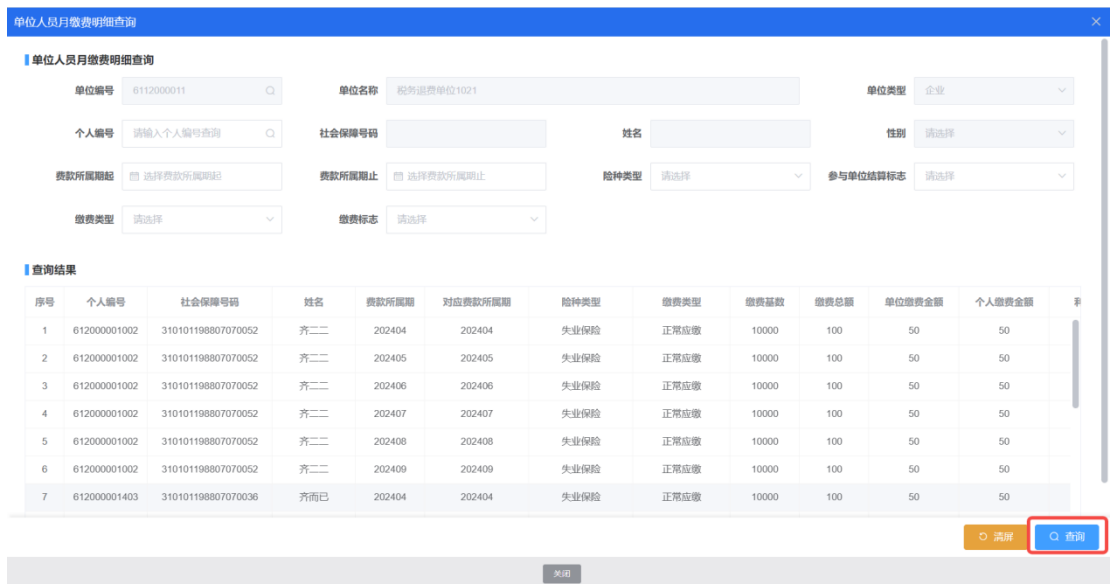 单位人员月缴费明细查询
单位人员月缴费明细查询
单位编号 6112000011 单位名称 税务退费单位1021 单位类型 企业
个人编号 请输入个人编号查询 社会保障号码 姓名 性别 请选择
费款所属期起 选择费款所属期起 费款所属期止 选择费款所属期止 险种类型 请选择 参与单位结算标志 请选择
缴费类型 请选择 缴费标志 请选择
查询结果
序号 个人编号 社会保障号码 姓名 费款所属期 对应费款所属期 险种类型 缴费类型 缴费基数 缴费总额 单位缴费金额 个人缴费金额
1 612000001002 310101198807070052 齐二二 202404 202404 失业保险 正常应缴 10000 100 50 50
2 612000001002 310101198807070052 齐二二 202405 202405 失业保险 正常应缴 10000 100 50 50
3 612000001002 310101198807070052 齐二二 202406 202406 失业保险 正常应缴 10000 100 50 50
4 612000001002 310101198807070052 齐二二 202407 202407 失业保险 正常应缴 10000 100 50 50
5 612000001002 310101198807070052 齐二二 202408 202408 失业保险 正常应缴 10000 100 50 50
6 612000001002 310101198807070052 齐二二 202409 202409 失业保险 正常应缴 10000 100 50 50
7 612000001403 310101198807070036 齐而已 202404 202404 失业保险 正常应缴 10000 100 50 50
清屏 查询
关闭